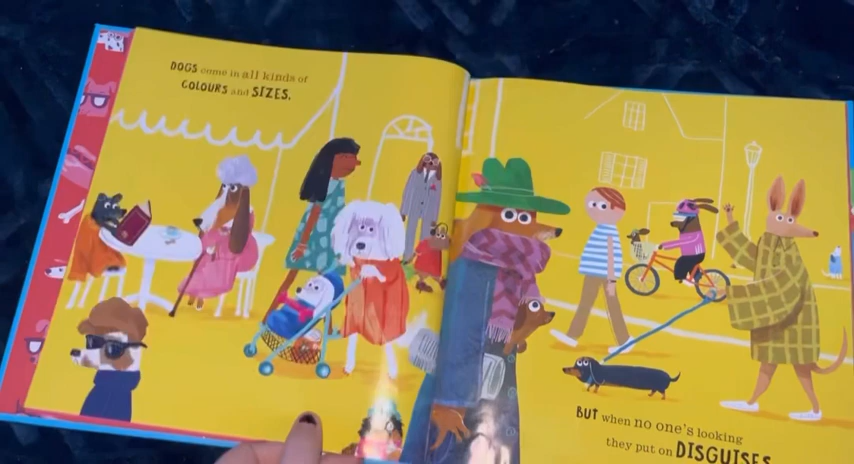 DOGS come in all kinds of
COLOURS and SIZES,
BUT when no one's looking
they put on DISGUISES